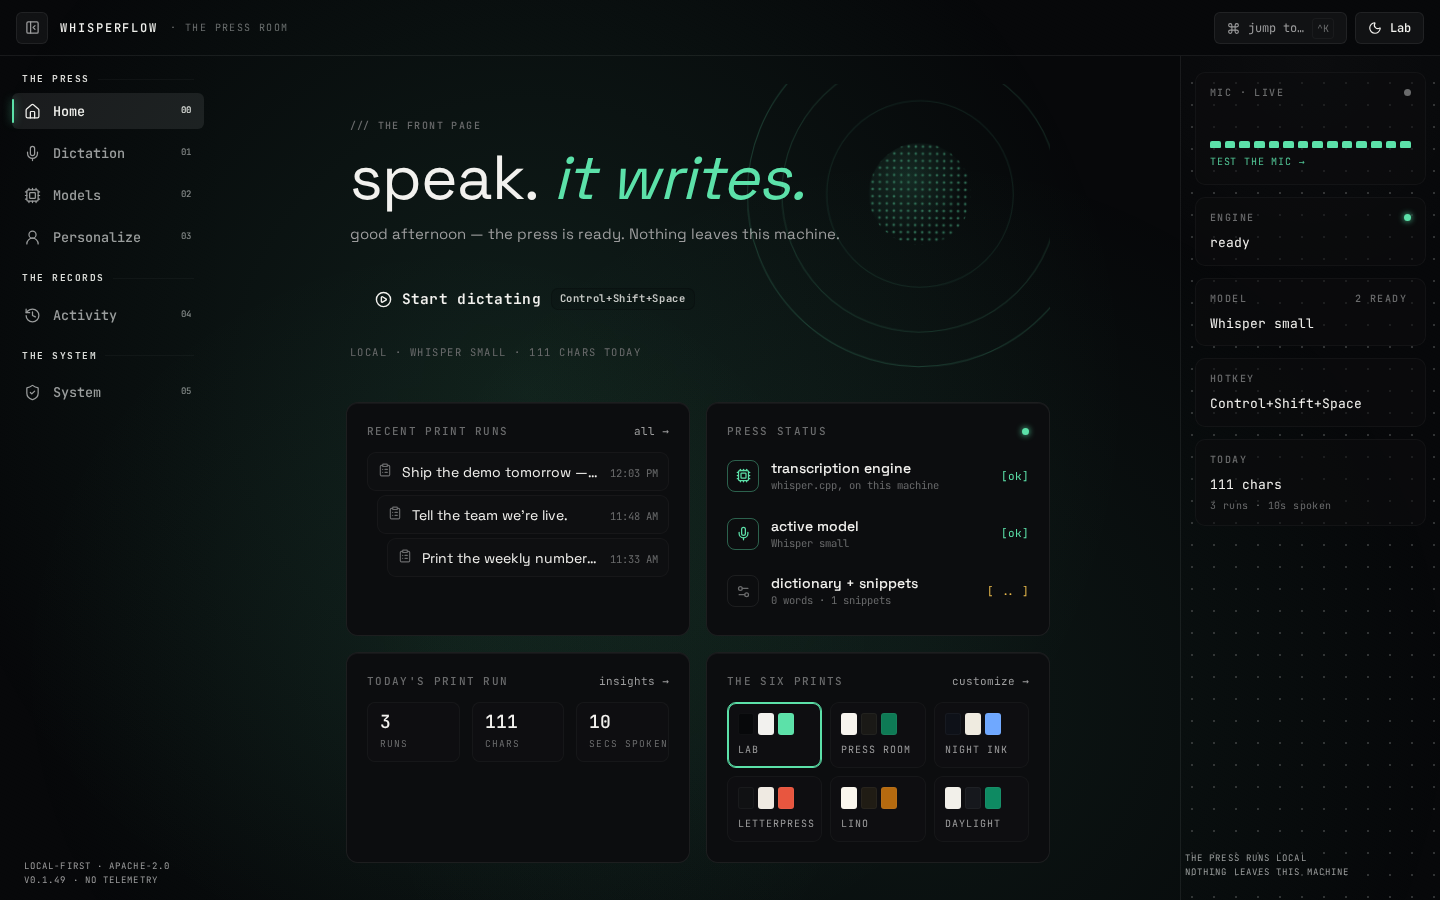 WHISPERFLOW · THE PRESS ROOM
jump to… ^K
Lab
THE PRESS
Home 00
Dictation 01
Models 02
Personalize 03
THE RECORDS
Activity 04
THE SYSTEM
System 05
LOCAL-FIRST · APACHE-2.0
V0.1.49 · NO TELEMETRY
/// THE FRONT PAGE
speak. it writes.
good afternoon — the press is ready. Nothing leaves this machine.
Start dictating Control+Shift+Space
LOCAL · WHISPER SMALL · 111 CHARS TODAY
RECENT PRINT RUNS all →
Ship the demo tomorrow —… 12:03 PM
Tell the team we're live. 11:48 AM
Print the weekly number… 11:33 AM
PRESS STATUS
transcription engine [ok]
whisper.cpp, on this machine
active model [ok]
Whisper small
dictionary + snippets [ .. ]
0 words · 1 snippets
TODAY'S PRINT RUN insights →
3 111 10
RUNS CHARS SECS SPOKEN
THE SIX PRINTS customize →
LAB PRESS ROOM NIGHT INK
LETTERPRESS LINO DAYLIGHT
MIC · LIVE
TEST THE MIC →
ENGINE
ready
MODEL 2 READY
Whisper small
HOTKEY
Control+Shift+Space
TODAY
111 chars
3 runs · 10s spoken
THE PRESS RUNS LOCAL
NOTHING LEAVES THIS MACHINE